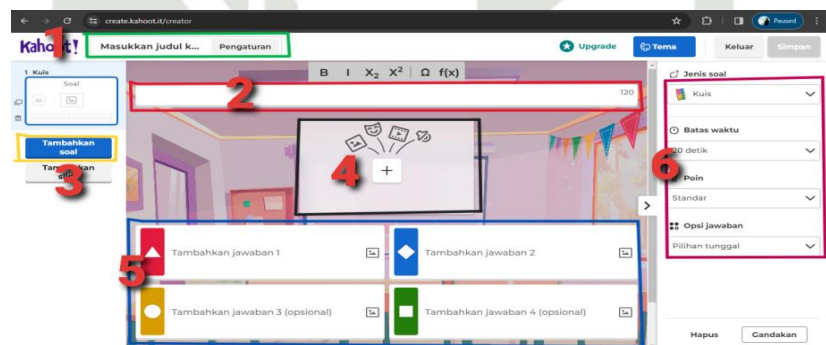 create.kahoot.it/creator
Paused
1
Kahoot!
Masukkan judul k...
Pengaturan
Upgrade
Tema
Keluar
Simpan
1 Kuis
Soal
Tambahkan soal
3
B I X₂ X² Ω f(x)
2
120
4
+
5
Tambahkan jawaban 1
Tambahkan jawaban 2
Tambahkan jawaban 3 (opsional)
Tambahkan jawaban 4 (opsional)
Jenis soal
Kuis
Batas waktu
detik
6
Poin
Standar
Opsi jawaban
Pilihan tunggal
Hapus
Gandakan